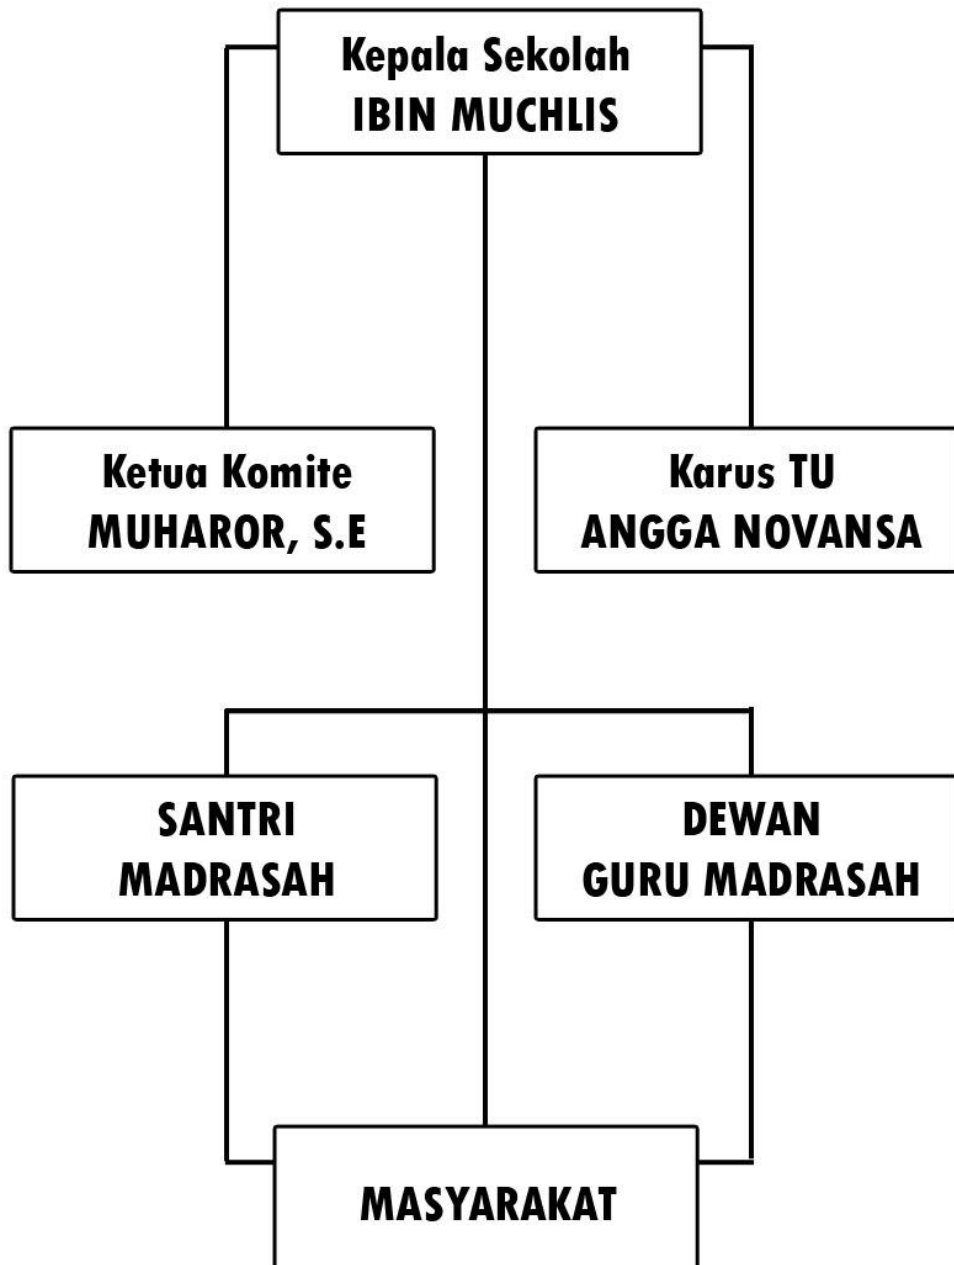 Kepala Sekolah
IBIN MUCHLIS
Ketua Komite
MUHAROR, S.E
Karus TU
ANGGA NOVANSA
SANTRI
MADRASAH
DEWAN
GURU MADRASAH
MASYARAKAT